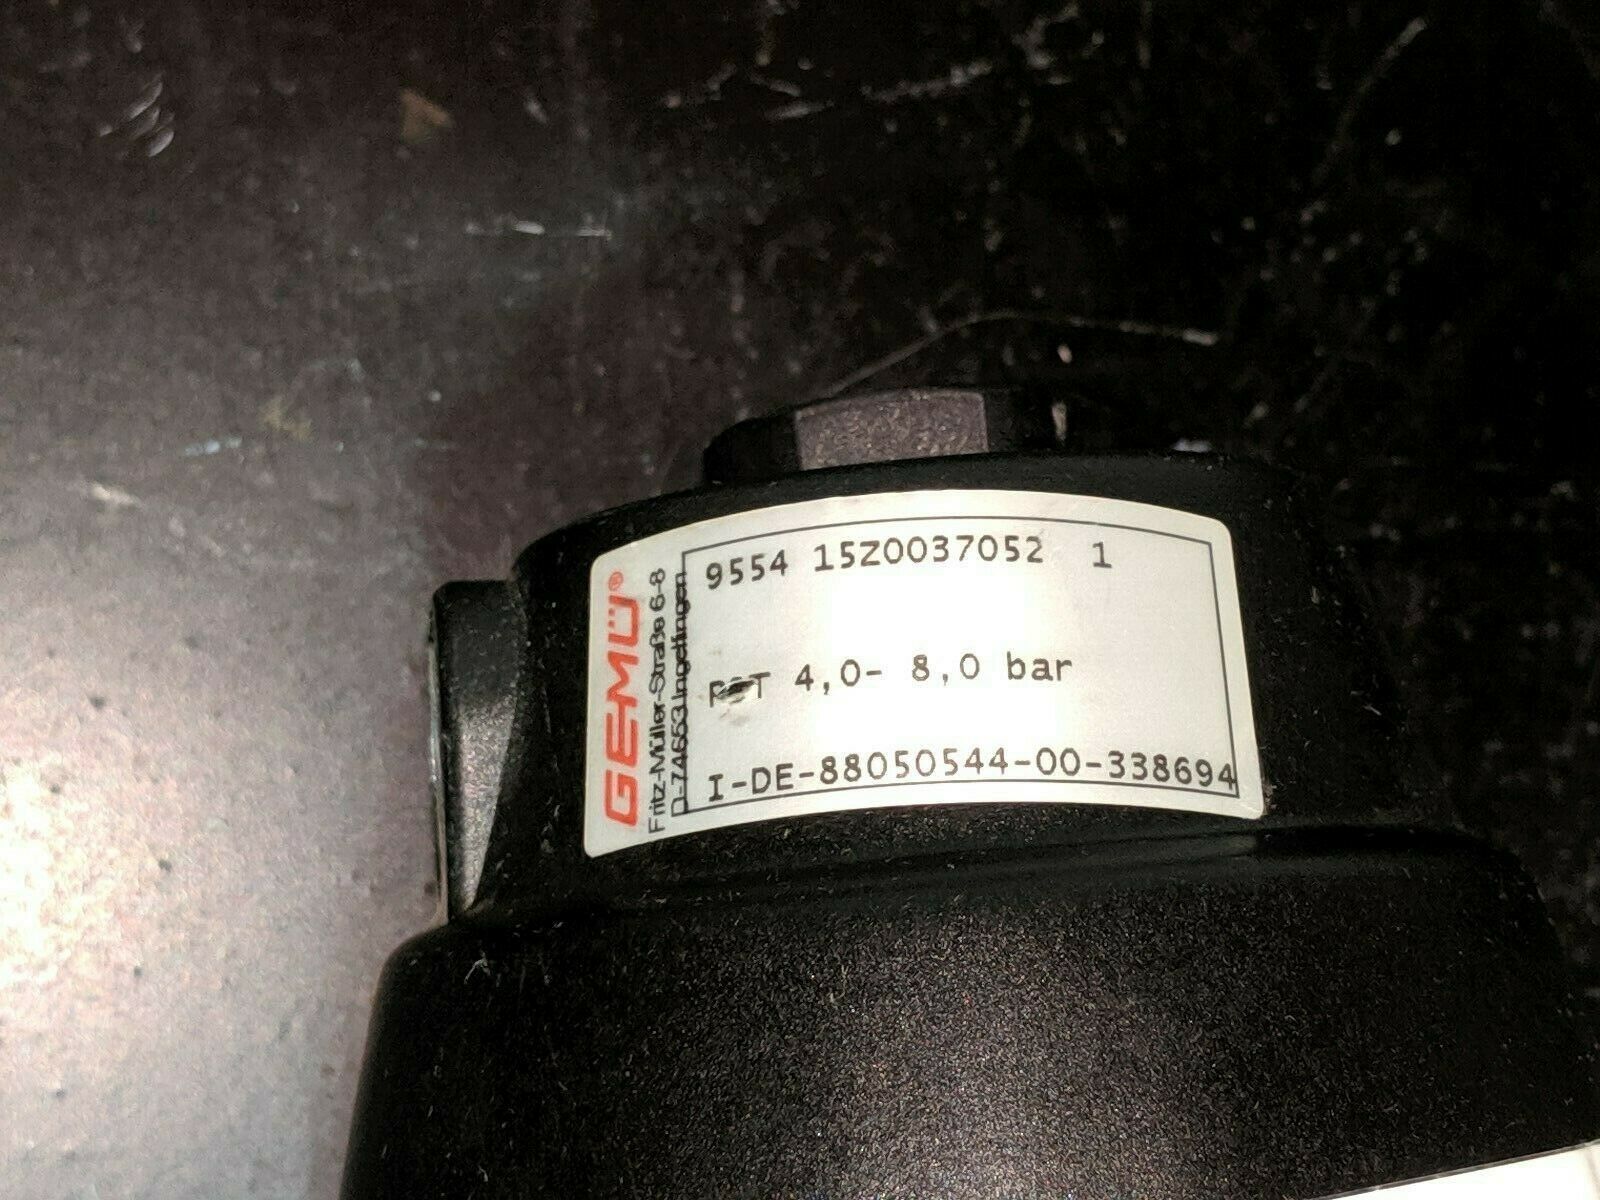 GEMÜ®
Fritz-Müller-Straße 6-8
D-74653 Ingelfingen
9554 15Z0037052 1
PST 4,0- 8,0 bar
I-DE-88050544-00-338694